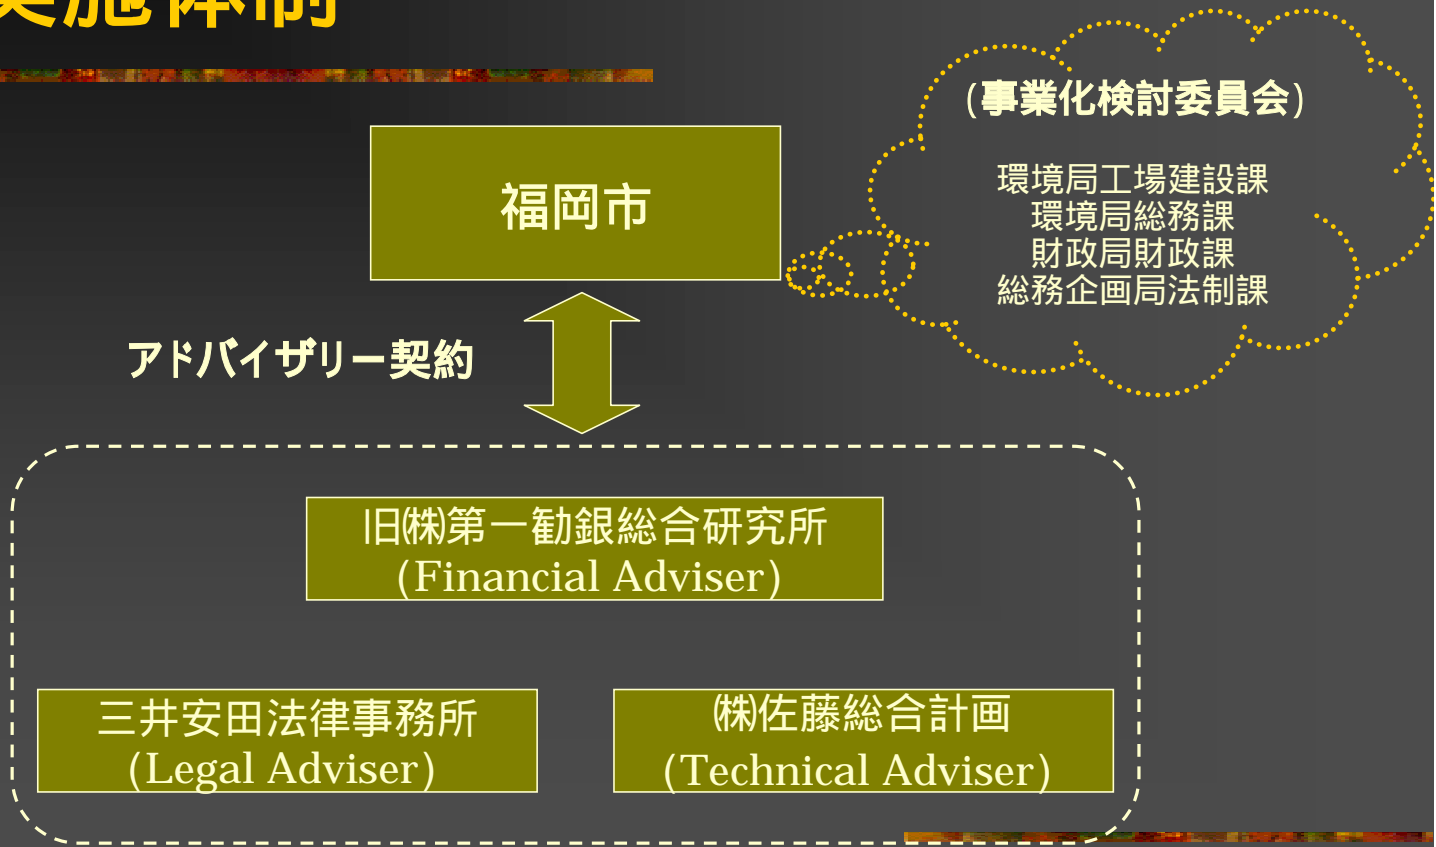 実施体制
(事業化検討委員会)
環境局工場建設課
環境局総務課
財政局財政課
総務企画局法制課
福岡市
アドバイザリー契約
旧㈱第一勧銀総合研究所
(Financial Adviser)
三井安田法律事務所
(Legal Adviser)
㈱佐藤総合計画
(Technical Adviser)